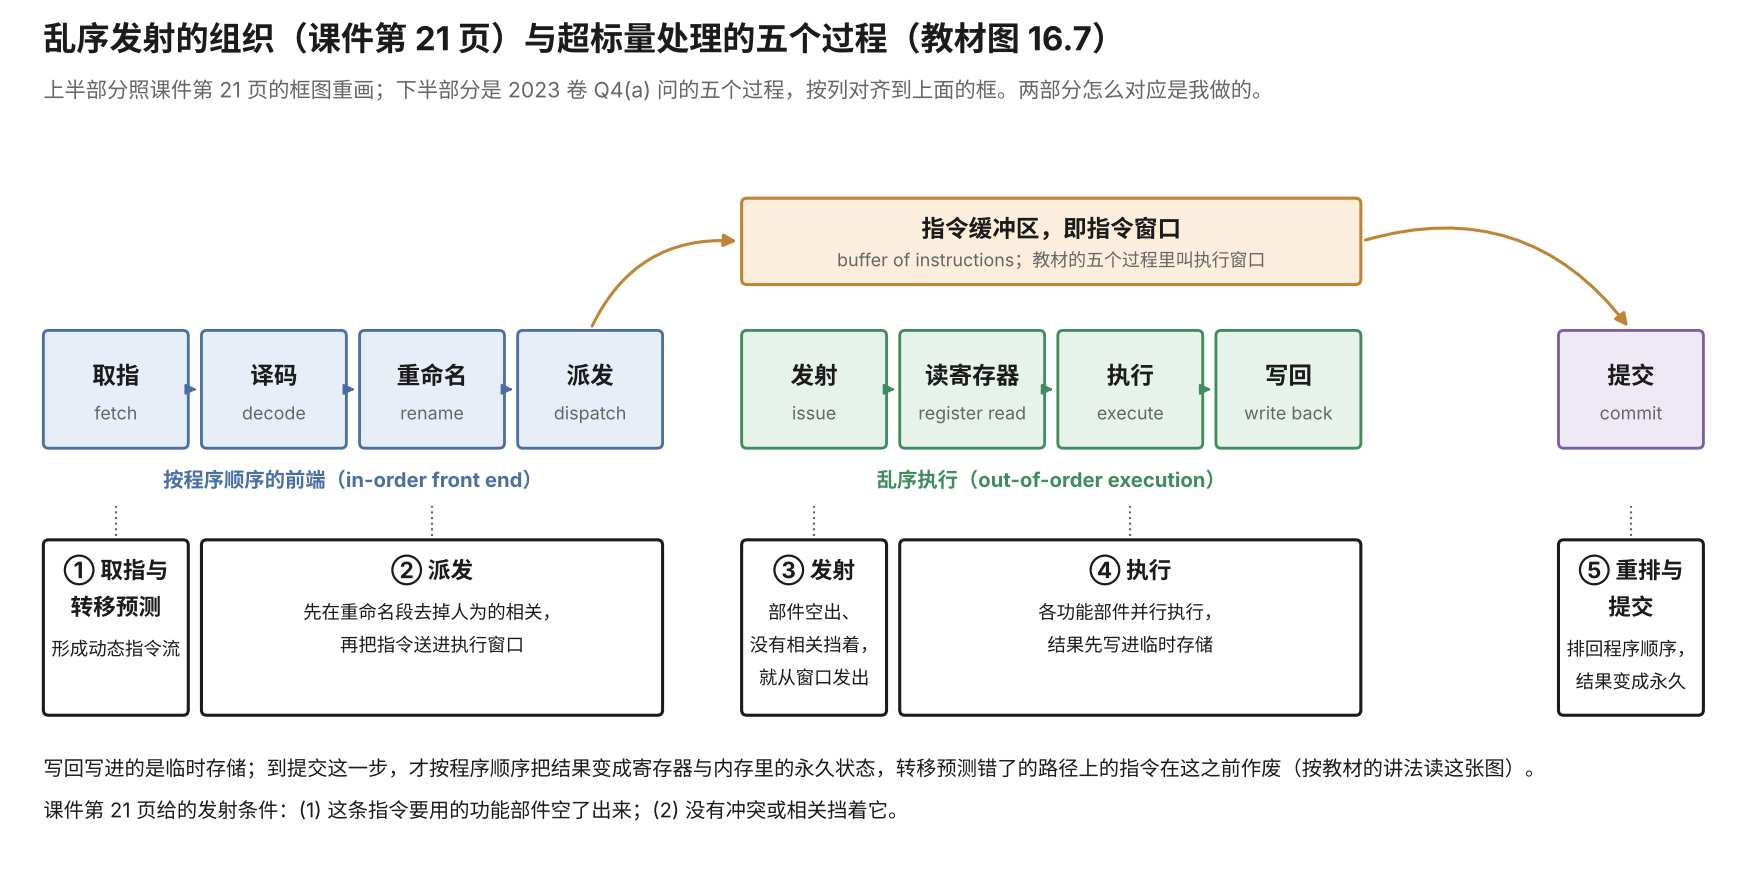 乱序发射的组织（课件第 21 页）与超标量处理的五个过程（教材图 16.7）
上半部分照课件第 21 页的框图重画；下半部分是 2023 卷 Q4(a) 问的五个过程，按列对齐到上面的框。两部分怎么对应是我做的。
指令缓冲区，即指令窗口
buffer of instructions；教材的五个过程里叫执行窗口
取指
fetch
译码
decode
重命名
rename
派发
dispatch
发射
issue
读寄存器
register read
执行
execute
写回
write back
提交
commit
按程序顺序的前端（in-order front end）
乱序执行（out-of-order execution）
① 取指与
转移预测
形成动态指令流
② 派发
先在重命名段去掉人为的相关，
再把指令送进执行窗口
③ 发射
部件空出、
没有相关挡着，
就从窗口发出
④ 执行
各功能部件并行执行，
结果先写进临时存储
⑤ 重排与
提交
排回程序顺序，
结果变成永久
写回写进的是临时存储；到提交这一步，才按程序顺序把结果变成寄存器与内存里的永久状态，转移预测错了的路径上的指令在这之前作废（按教材的讲法读这张图）。
课件第 21 页给的发射条件：(1) 这条指令要用的功能部件空了出来；(2) 没有冲突或相关挡着它。